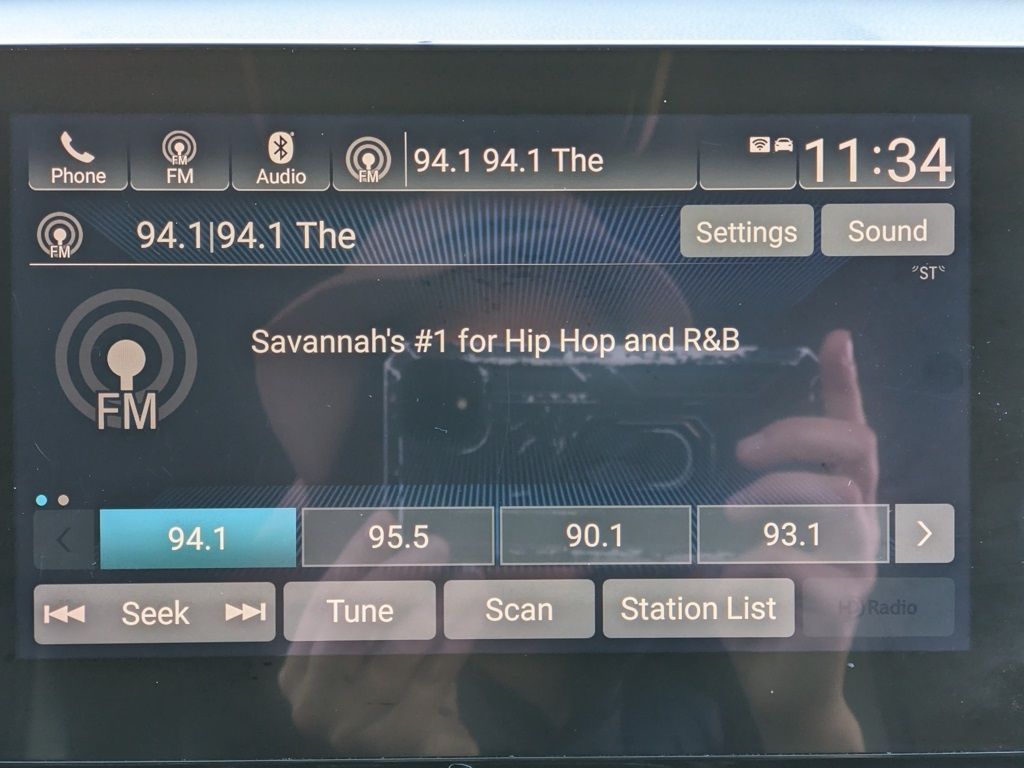 Phone
FM
FM
Audio
FM
94.1 94.1 The
11:34
FM
94.1|94.1 The
Settings
Sound
ST
FM
Savannah's #1 for Hip Hop and R&B
94.1
95.5
90.1
93.1
Seek
Tune
Scan
Station List
HD Radio